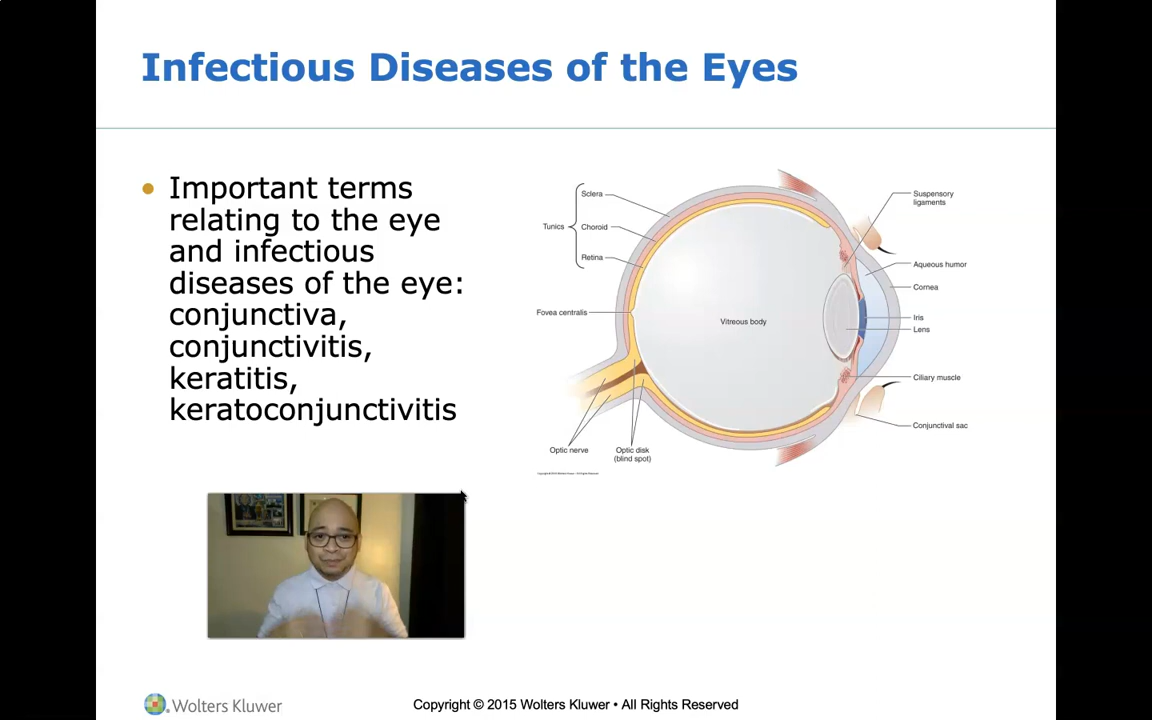 Infectious Diseases of the Eyes
• Important terms
relating to the eye
and infectious
diseases of the eye:
conjunctiva,
conjunctivitis,
keratitis,
keratoconjunctivitis
Tunics
Sclera
Choroid
Retina
Fovea centralis
Optic nerve
Optic disk
(blind spot)
Vitreous body
Suspensory
ligaments
Aqueous humor
Cornea
Iris
Lens
Ciliary muscle
Conjunctival sac
Wolters Kluwer
Copyright © 2015 Wolters Kluwer • All Rights Reserved